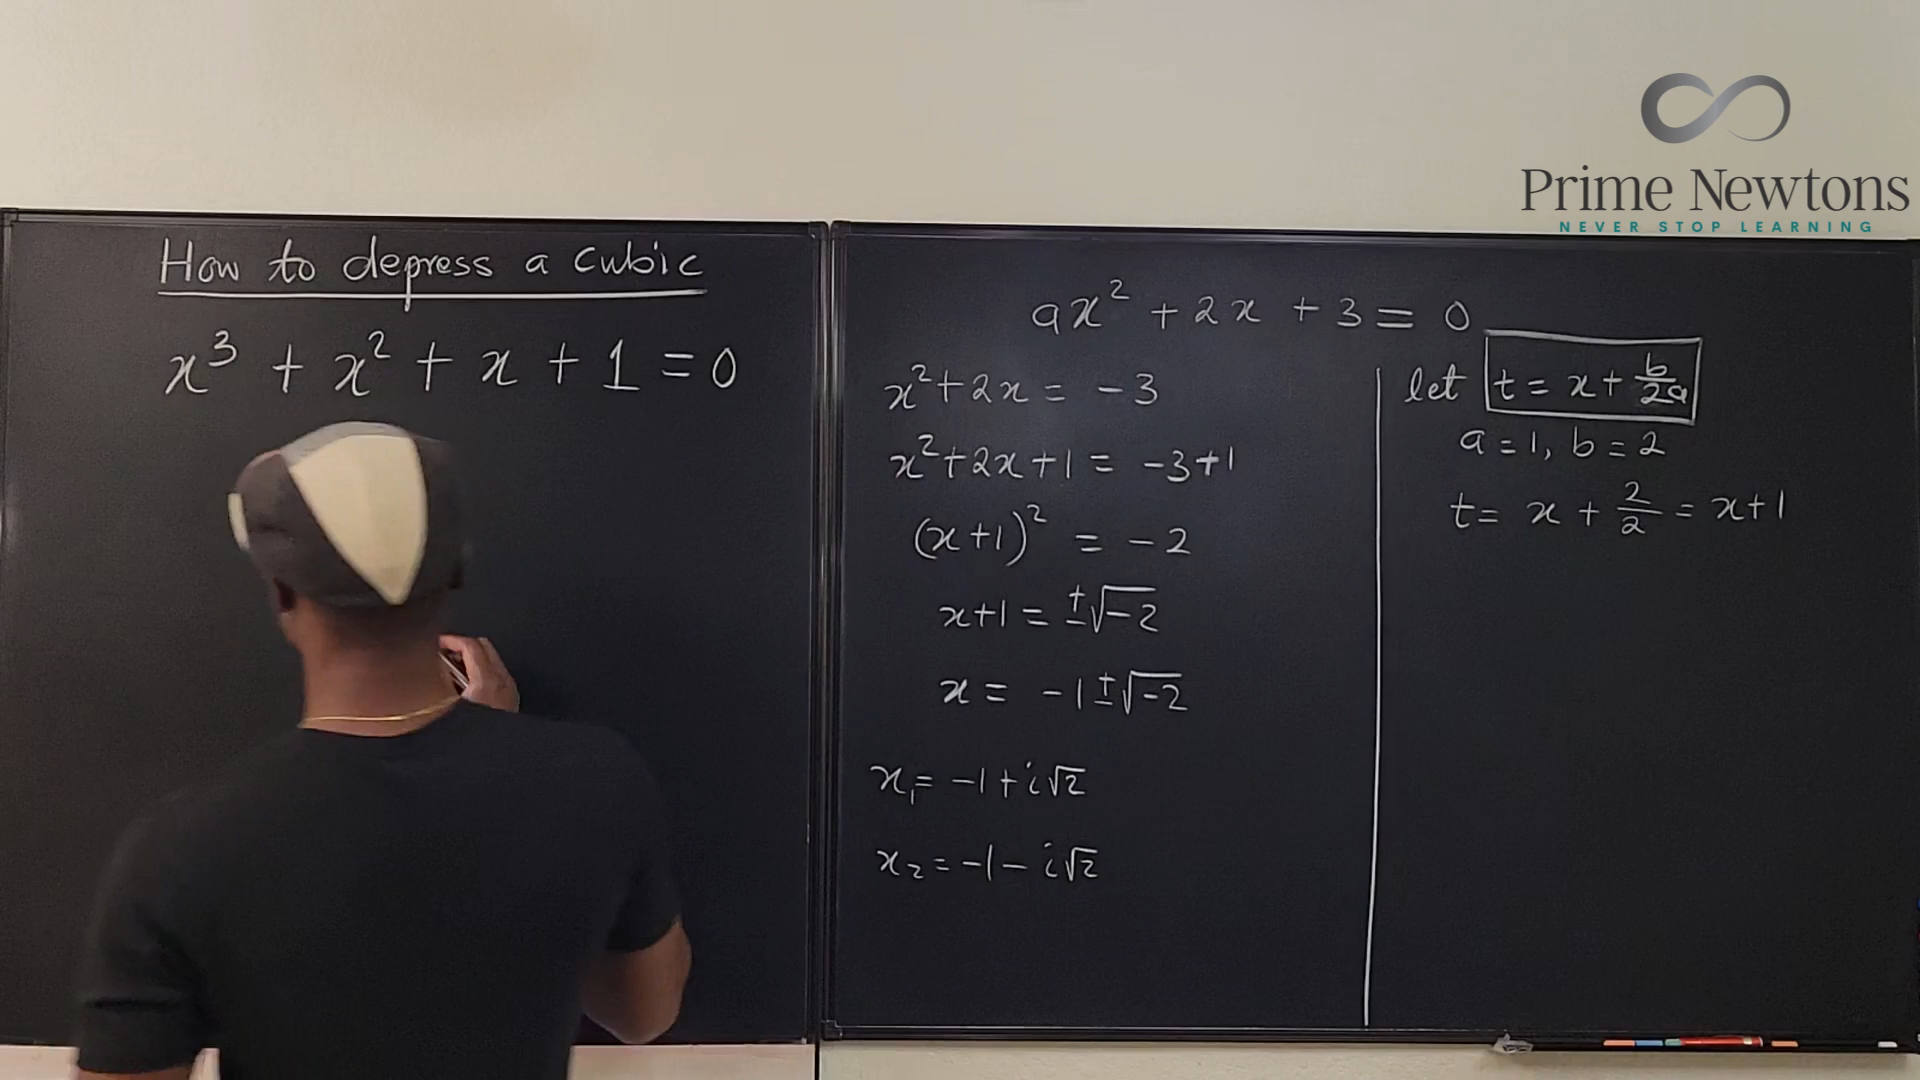 Prime Newtons
NEVER STOP LEARNING
How to depress a cubic
x³ + x² + x + 1 = 0
ax² + 2x + 3 = 0
x² + 2x = -3
x² + 2x + 1 = -3 + 1
(x + 1)² = -2
x + 1 = ±√-2
x = -1 ± √-2
x₁ = -1 + i√2
x₂ = -1 - i√2
let t = x + b/2a
a = 1, b = 2
t = x + 2/2 = x + 1